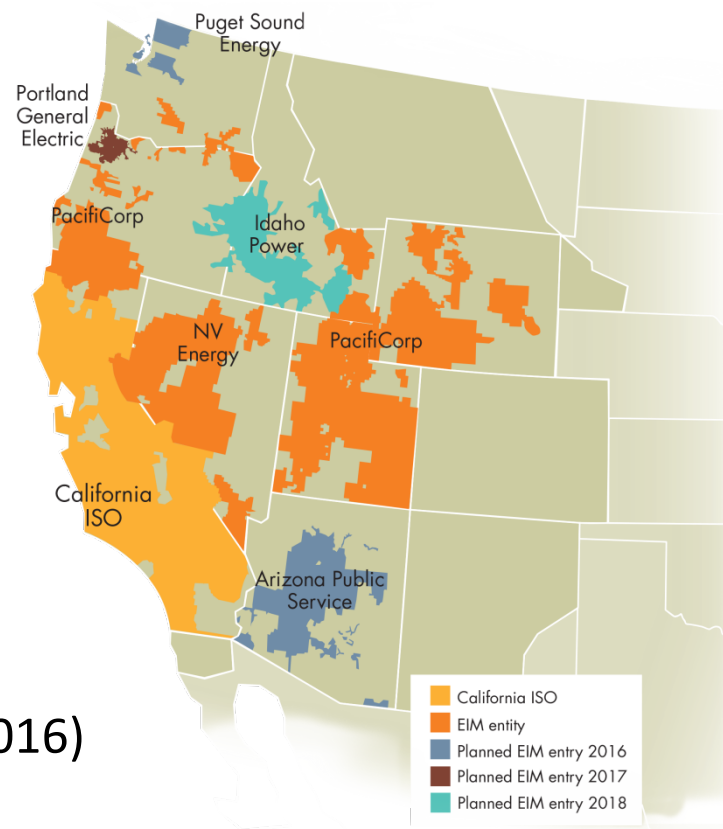 Puget Sound
Energy
Portland
General
Electric
PacifiCorp
Idaho
Power
NV
Energy
PacifiCorp
California
ISO
Arizona Public
Service
California ISO
EIM entity
Planned EIM entry 2016
Planned EIM entry 2017
Planned EIM entry 2018
016)